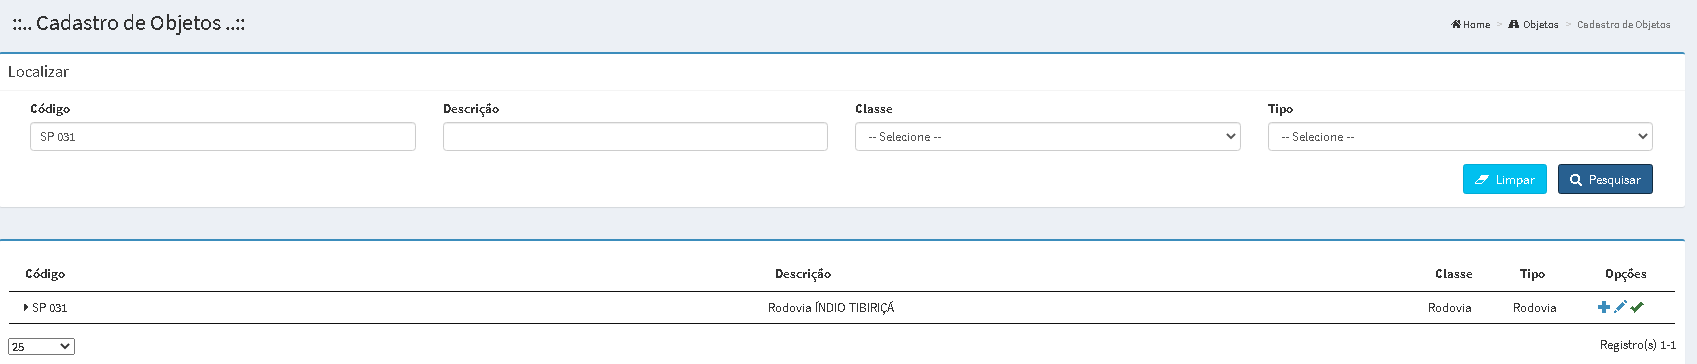 ::.. Cadastro de Objetos ..::
Home > Objetos > Cadastro de Objetos
Localizar
Código Descrição Classe Tipo
SP 031 -- Selecione -- -- Selecione --
Limpar Pesquisar
Código Descrição Classe Tipo Opções
SP 031 Rodovia ÍNDIO TIBIRIÇÁ Rodovia Rodovia
25 Registro(s) 1-1